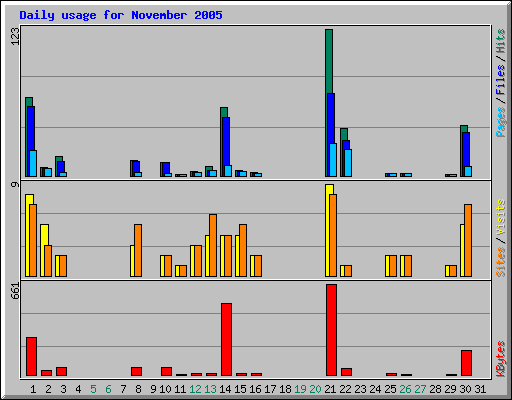 Daily usage for November 2005
123
Pages / Files / Hits
9
Sites / Visits
661
KBytes
1 2 3 4 5 6 7 8 9 10 11 12 13 14 15 16 17 18 19 20 21 22 23 24 25 26 27 28 29 30 31